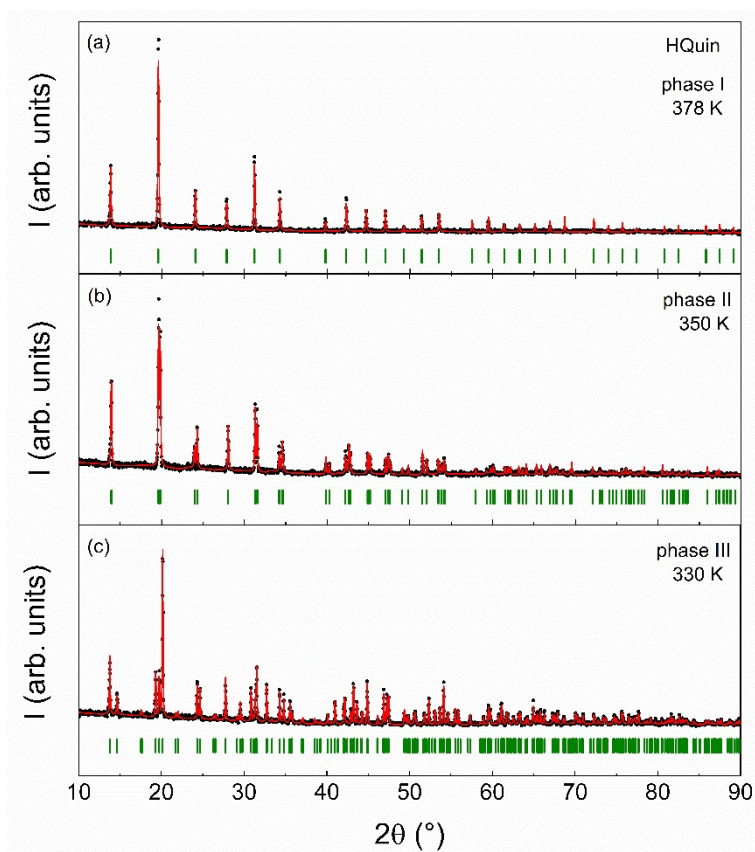 (a)
HQuin
phase I
378 K
I (arb. units)
(b)
phase II
350 K
I (arb. units)
(c)
phase III
330 K
I (arb. units)
10 20 30 40 50 60 70 80 90
2θ (°)